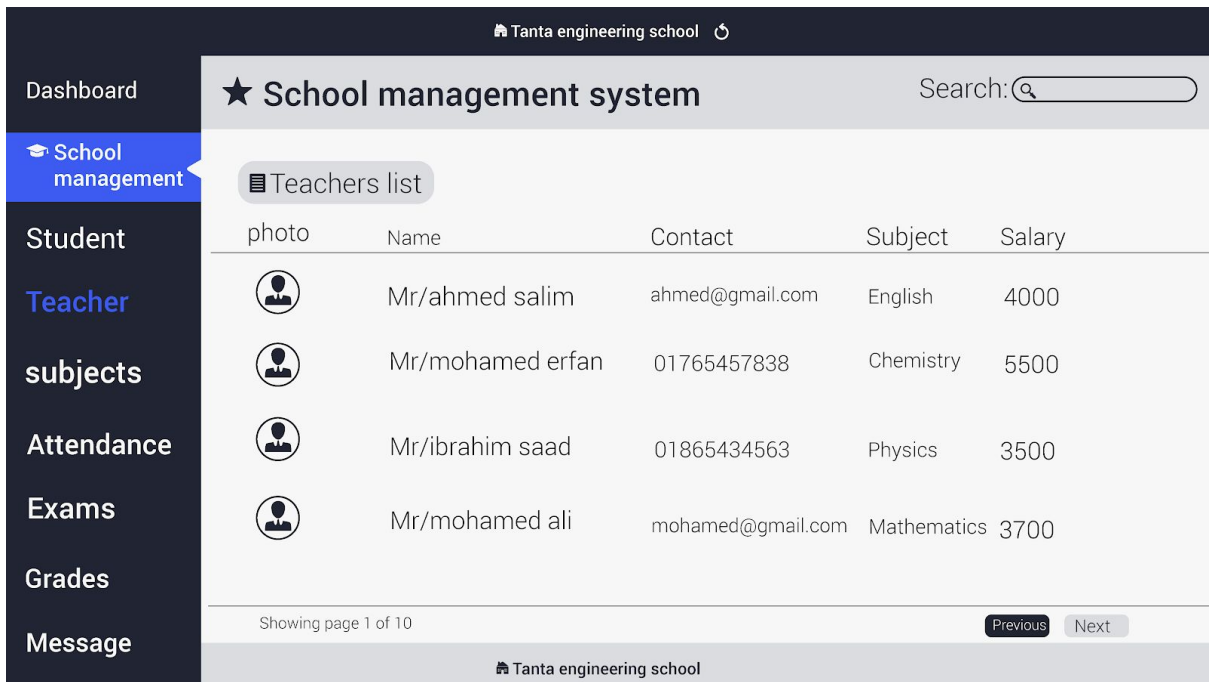 Tanta engineering school
Dashboard
School management system
Search:
School
management
Teachers list
Student
Teacher
subjects
Attendance
Exams
Grades
Message
photo Name Contact Subject Salary
Mr/ahmed salim ahmed@gmail.com English 4000
Mr/mohamed erfan 01765457838 Chemistry 5500
Mr/ibrahim saad 01865434563 Physics 3500
Mr/mohamed ali mohamed@gmail.com Mathematics 3700
Showing page 1 of 10 Previous Next
Tanta engineering school